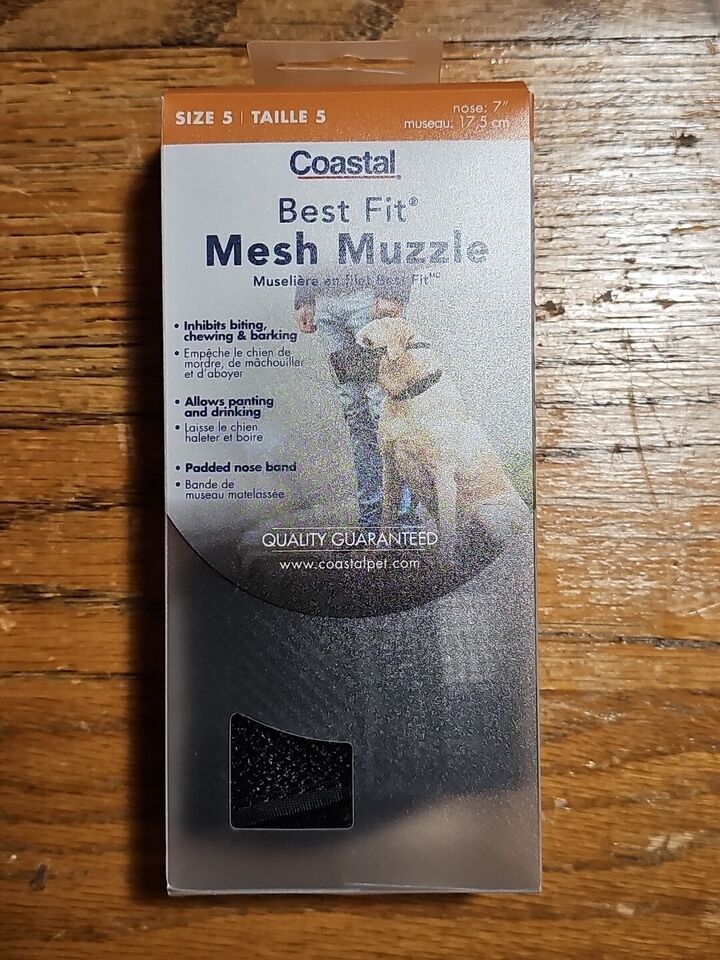 SIZE 5 | TAILLE 5
nose: 7"
museau: 17,5 cm
Coastal
Best Fit®
Mesh Muzzle
Muselière en filet Best Fit MD
• Inhibits biting,
chewing & barking
• Empêche le chien de
mordre, de mâchouiller
et d'aboyer
• Allows panting
and drinking
• Laisse le chien
haleter et boire
• Padded nose band
• Bande de
museau matelassée
QUALITY GUARANTEED
www.coastalpet.com